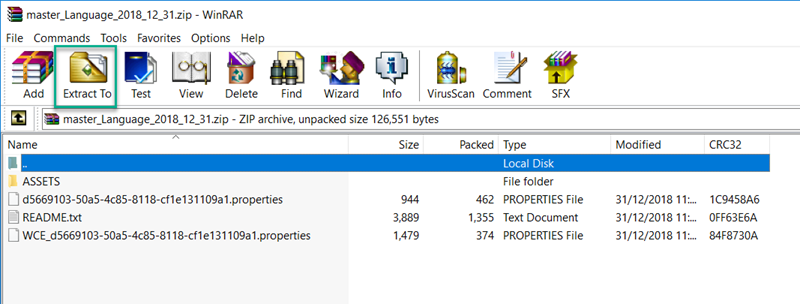 master_Language_2018_12_31.zip - WinRAR
File Commands Tools Favorites Options Help
Add Extract To Test View Delete Find Wizard Info VirusScan Comment SFX
master_Language_2018_12_31.zip - ZIP archive, unpacked size 126,551 bytes
Name Size Packed Type Modified CRC32
.. Local Disk
ASSETS File folder
d5669103-50a5-4c85-8118-cf1e131109a1.properties 944 462 PROPERTIES File 31/12/2018 11:... 1C9458A6
README.txt 3,889 1,355 Text Document 31/12/2018 11:... 0FF63E6A
WCE_d5669103-50a5-4c85-8118-cf1e131109a1.properties 1,479 374 PROPERTIES File 31/12/2018 11:... 84F8730A